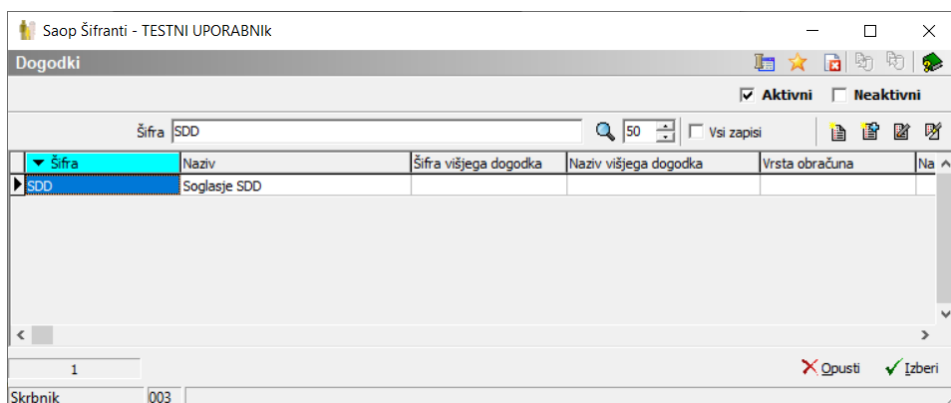 Saop Šifranti - TESTNI UPORABNIk
Dogodki
Aktivni Neaktivni
Šifra SDD 50 Vsi zapisi
Šifra Naziv Šifra višjega dogodka Naziv višjega dogodka Vrsta obračuna Na
SDD Soglasje SDD
1 Opusti Izberi
Skrbnik 003